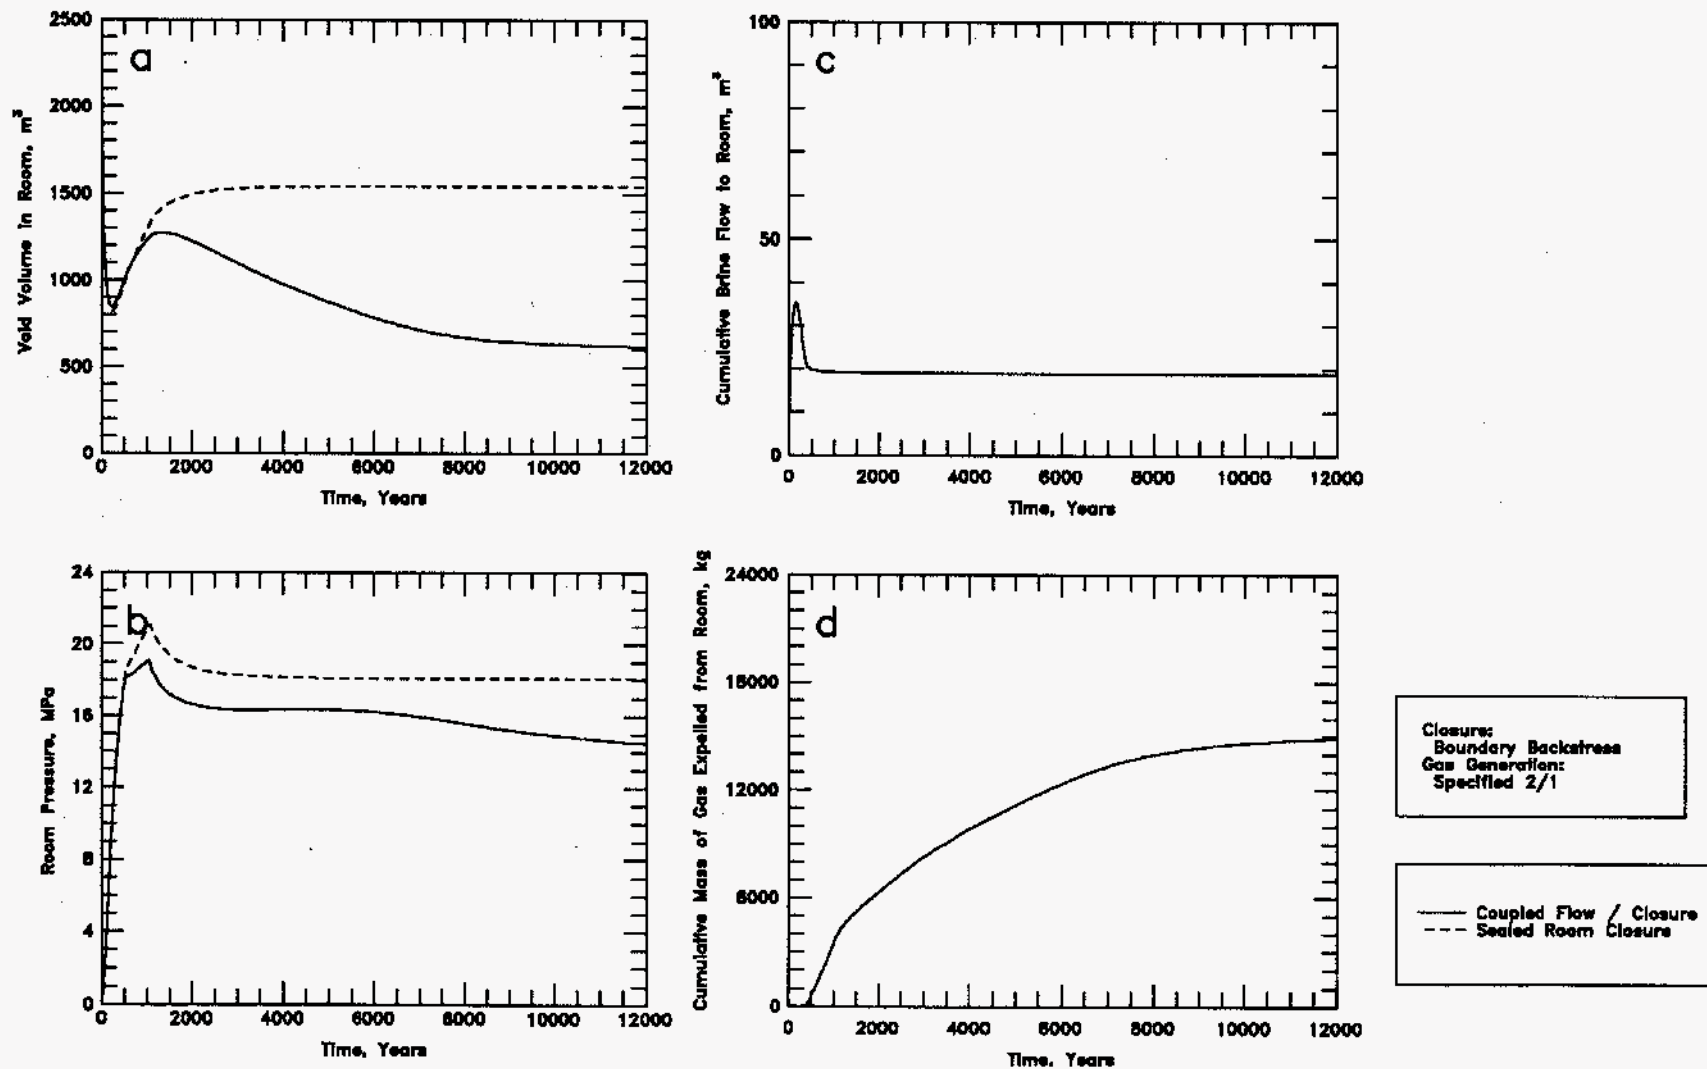 a
Void Volume in Room, m³
2500
2000
1500
1000
500
0
0 2000 4000 6000 8000 10000 12000
Time, Years
c
Cumulative Brine Flow to Room, m³
100
50
0
0 2000 4000 6000 8000 10000 12000
Time, Years
b
Room Pressure, MPa
24
20
16
12
8
4
0
0 2000 4000 6000 8000 10000 12000
Time, Years
d
Cumulative Mass of Gas Expelled from Room, kg
24000
18000
12000
6000
0
0 2000 4000 6000 8000 10000 12000
Time, Years
Closure:
Boundary Backstress
Gas Generation:
Specified 2/1
Coupled Flow / Closure
Sealed Room Closure